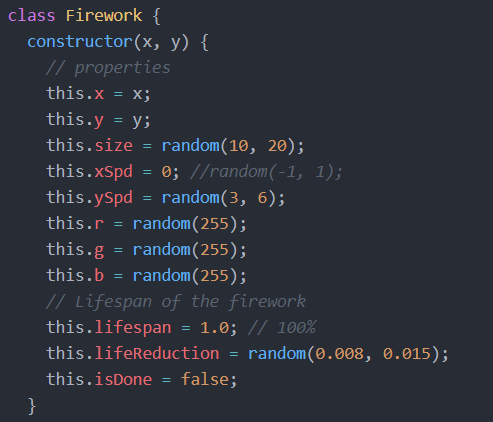 class Firework {
  constructor(x, y) {
    // properties
    this.x = x;
    this.y = y;
    this.size = random(10, 20);
    this.xSpd = 0; //random(-1, 1);
    this.ySpd = random(3, 6);
    this.r = random(255);
    this.g = random(255);
    this.b = random(255);
    // Lifespan of the firework
    this.lifespan = 1.0; // 100%
    this.lifeReduction = random(0.008, 0.015);
    this.isDone = false;
  }